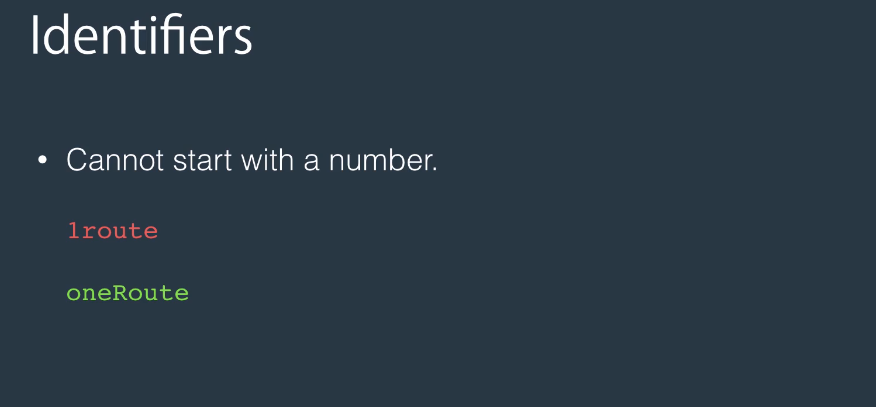 Identifiers
• Cannot start with a number.
1route
oneRoute